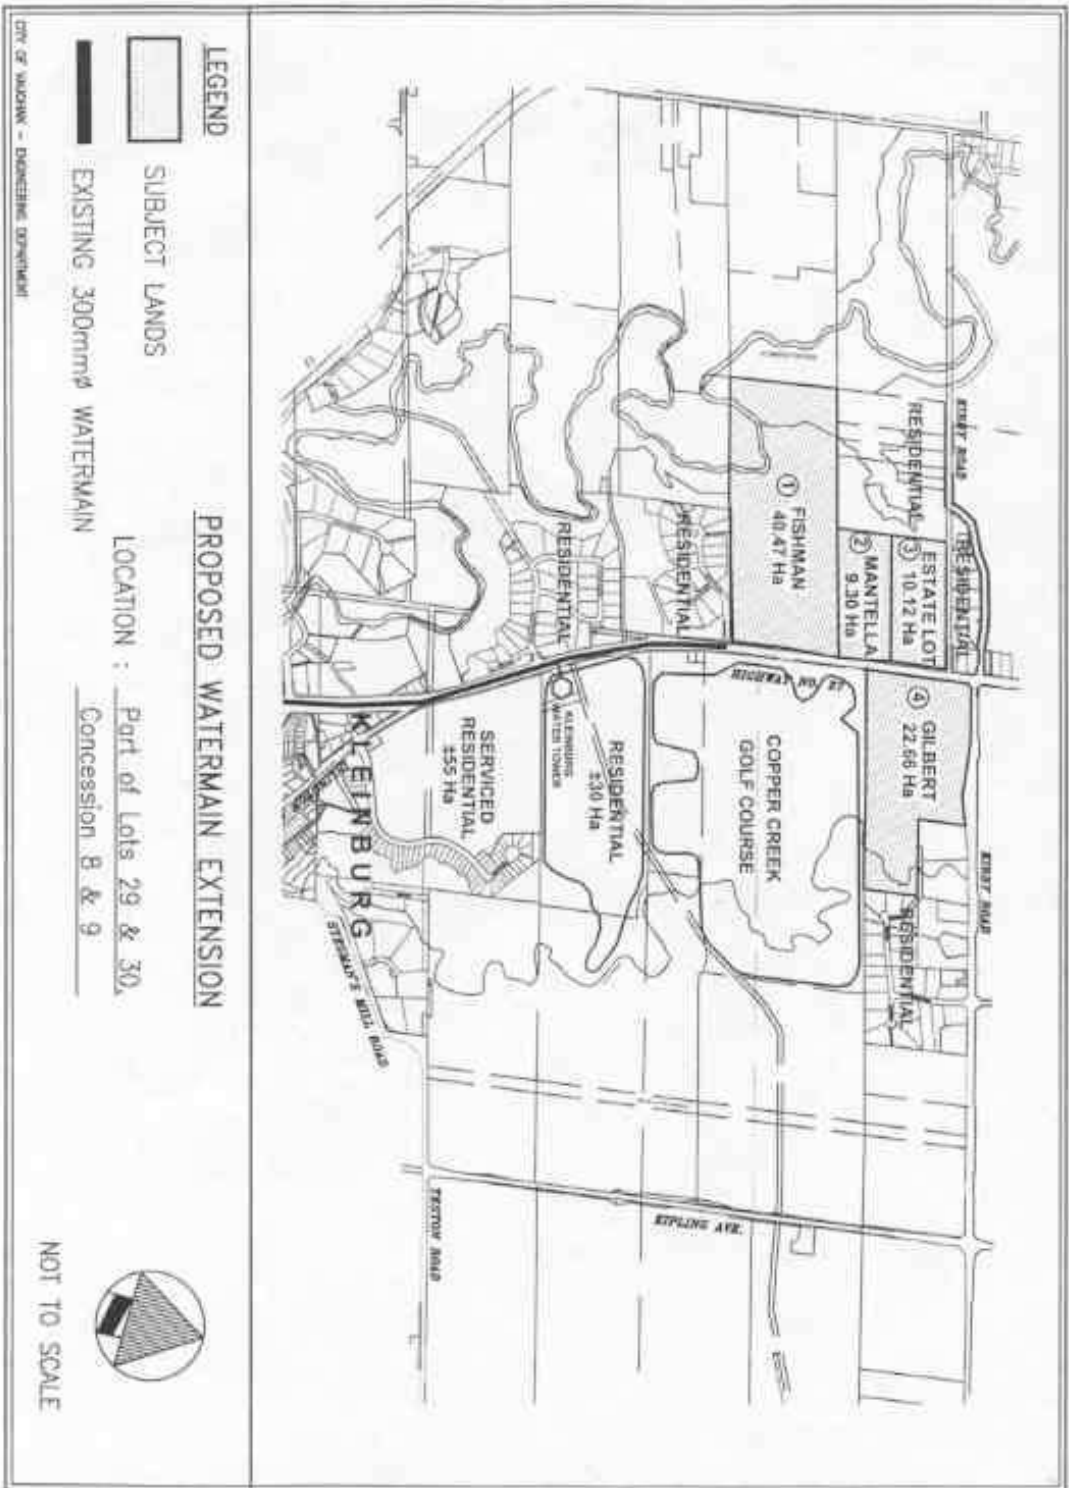 KIRBY ROAD
RESIDENTIAL
RESIDENTIAL
③ ESTATE LOT
10.12 Ha
② MANTELLA
9.30 Ha
① FISHMAN
40.47 Ha
④ GILBERT
22.66 Ha
KIRBY ROAD
RESIDENTIAL
HIGHWAY NO. 27
COPPER CREEK
GOLF COURSE
RESIDENTIAL
RESIDENTIAL
RESIDENTIAL
±30 Ha
KLEINBURG
WATER TOWER
SERVICED
RESIDENTIAL
±55 Ha
KIPLING AVE.
TESTON ROAD
KLEINBURG
STEGMAN'S MILL ROAD
LEGEND
SUBJECT LANDS
EXISTING 300mmø WATERMAIN
PROPOSED WATERMAIN EXTENSION
LOCATION : Part of Lots 29 & 30,
Concession 8 & 9
NOT TO SCALE
CITY OF VAUGHAN - ENGINEERING DEPARTMENT